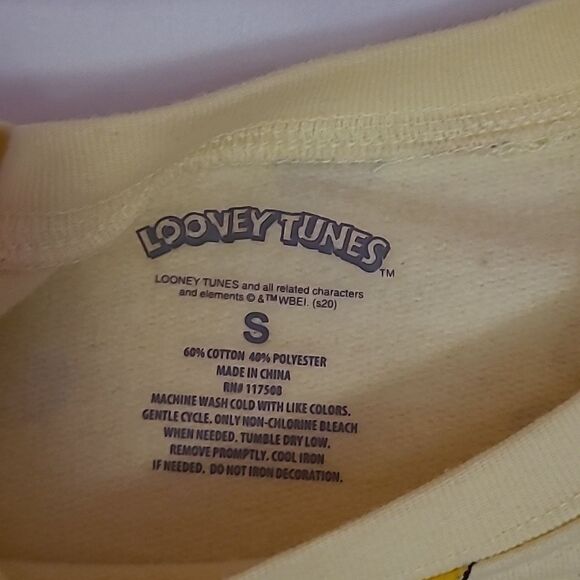 LOOVEY TUNES™
LOONEY TUNES and all related characters
and elements © &™ WBEI. (s20)
S
60% COTTON 40% POLYESTER
MADE IN CHINA
RN# 117508
MACHINE WASH COLD WITH LIKE COLORS.
GENTLE CYCLE. ONLY NON-CHLORINE BLEACH
WHEN NEEDED. TUMBLE DRY LOW.
REMOVE PROMPTLY. COOL IRON
IF NEEDED. DO NOT IRON DECORATION.